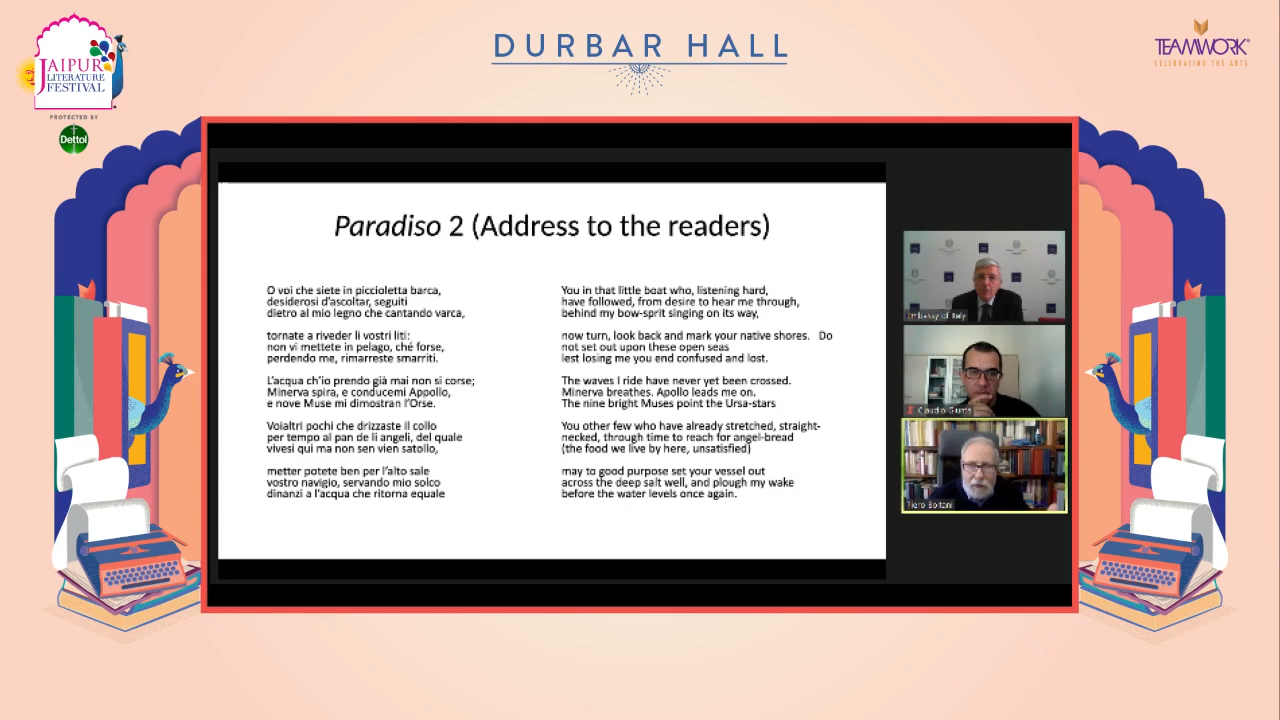 JAIPUR
LITERATURE
FESTIVAL
PROTECTED BY
Dettol
DURBAR HALL
TEAMWORK
CELEBRATING THE ARTS
Paradiso 2 (Address to the readers)
O voi che siete in piccioletta barca,
desiderosi d'ascoltar, seguiti
dietro al mio legno che cantando varca,
tornate a riveder li vostri liti:
non vi mettete in pelago, ché forse,
perdendo me, rimarreste smarriti.
L'acqua ch'io prendo già mai non si corse;
Minerva spira, e conducemi Appollo,
e nove Muse mi dimostran l'Orse.
Voialtri pochi che drizzaste il collo
per tempo al pan de li angeli, del quale
vivesi qui ma non sen vien satollo,
metter potete ben per l'alto sale
vostro navigio, servando mio solco
dinanzi a l'acqua che ritorna equale
You in that little boat who, listening hard,
have followed, from desire to hear me through,
behind my bow-sprit singing on its way,
now turn, look back and mark your native shores. Do
not set out upon these open seas
lest losing me you end confused and lost.
The waves I ride have never yet been crossed.
Minerva breathes. Apollo leads me on.
The nine bright Muses point the Ursa-stars
You other few who have already stretched, straight-
necked, through time to reach for angel-bread
(the food we live by here, unsatisfied)
may to good purpose set your vessel out
across the deep salt well, and plough my wake
before the water levels once again.
Embassy of Italy
Claudio Giunta
Piero Boitani